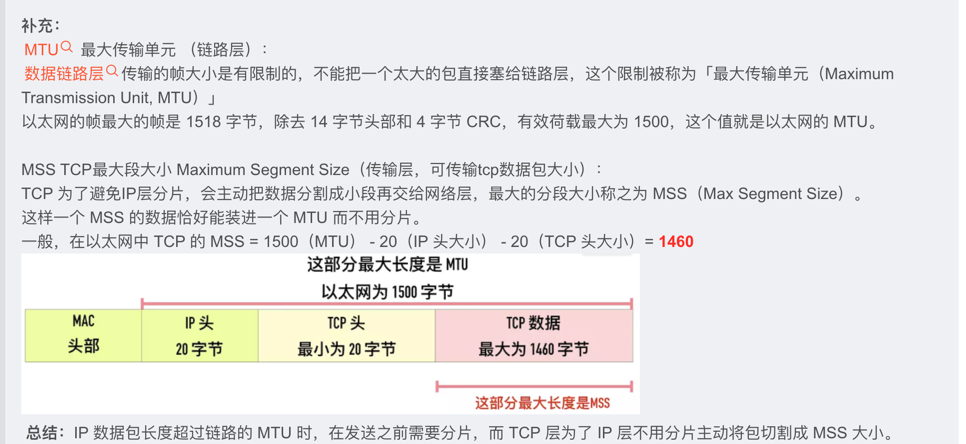 补充：
MTU 最大传输单元 （链路层）：
数据链路层传输的帧大小是有限制的，不能把一个太大的包直接塞给链路层，这个限制被称为「最大传输单元（Maximum
Transmission Unit, MTU）」
以太网的帧最大的帧是 1518 字节，除去 14 字节头部和 4 字节 CRC，有效荷载最大为 1500，这个值就是以太网的 MTU。
MSS TCP最大段大小 Maximum Segment Size（传输层，可传输tcp数据包大小）：
TCP 为了避免IP层分片，会主动把数据分割成小段再交给网络层，最大的分段大小称之为 MSS（Max Segment Size）。
这样一个 MSS 的数据恰好能装进一个 MTU 而不用分片。
一般，在以太网中 TCP 的 MSS = 1500（MTU） - 20（IP 头大小） - 20（TCP 头大小）= 1460
这部分最大长度是 MTU
以太网为 1500 字节
MAC
头部
IP 头
20 字节
TCP 头
最小为 20 字节
TCP 数据
最大为 1460 字节
这部分最大长度是MSS
总结：IP 数据包长度超过链路的 MTU 时，在发送之前需要分片，而 TCP 层为了 IP 层不用分片主动将包切割成 MSS 大小。